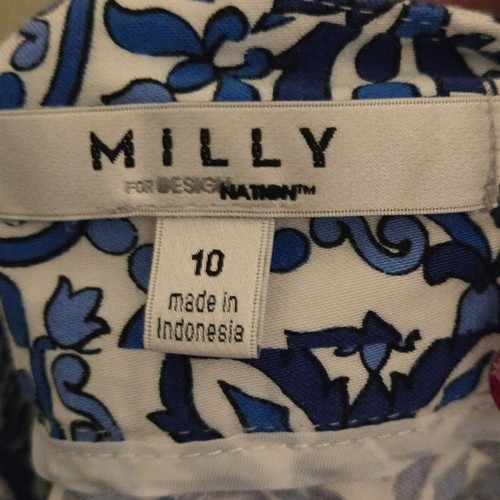 MiLLY
FOR DESIGN NATION™
10
made in
Indonesia